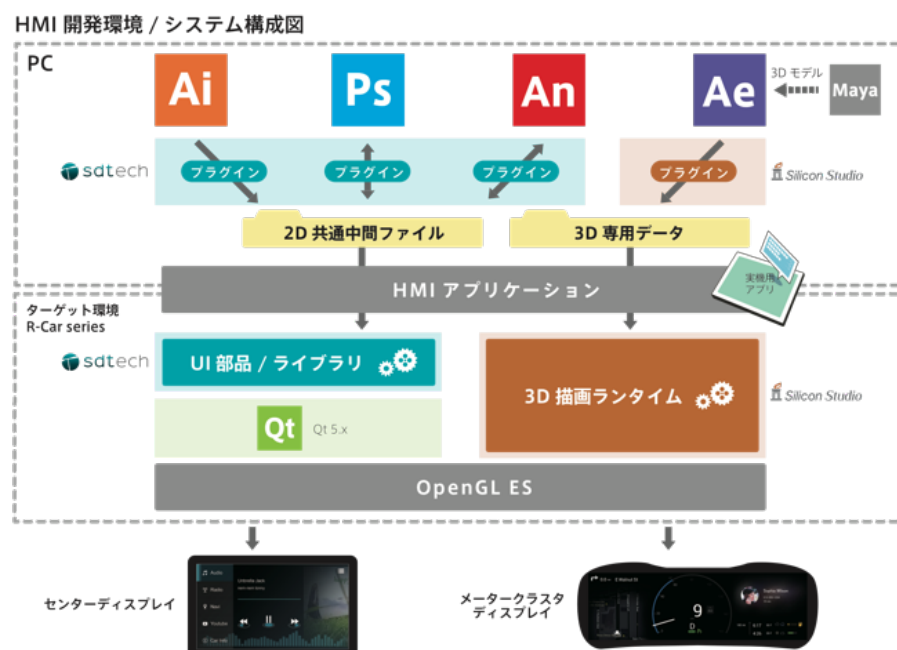 HMI 開発環境 / システム構成図
PC
Ai
Ps
An
Ae
3D モデル
Maya
sdtech
プラグイン
プラグイン
プラグイン
プラグイン
Silicon Studio
2D 共通中間ファイル
3D 専用データ
HMI アプリケーション
実機用
アプリ
ターゲット環境
R-Car series
sdtech
UI 部品 / ライブラリ
3D 描画ランタイム
Silicon Studio
Qt
Qt 5.x
OpenGL ES
センターディスプレイ
Audio
Radio
Navi
Youtube
Car Info
メータークラスタ
ディスプレイ
9
D